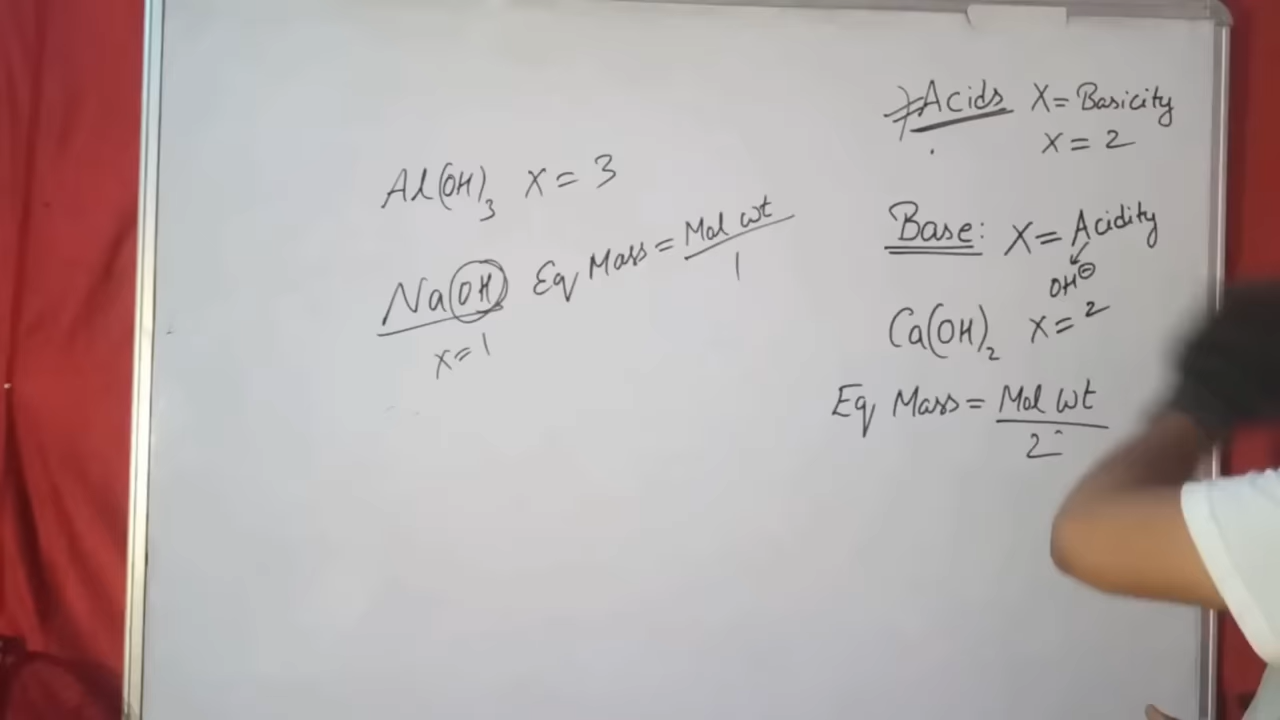 Al(OH)₃ X = 3
Na(OH) Eq Mass = Mol wt / 1
x=1
Acids X= Basicity
X = 2
Base: X= Acidity
OH⊖
Ca(OH)₂ X= 2
Eq Mass = Mol wt / 2